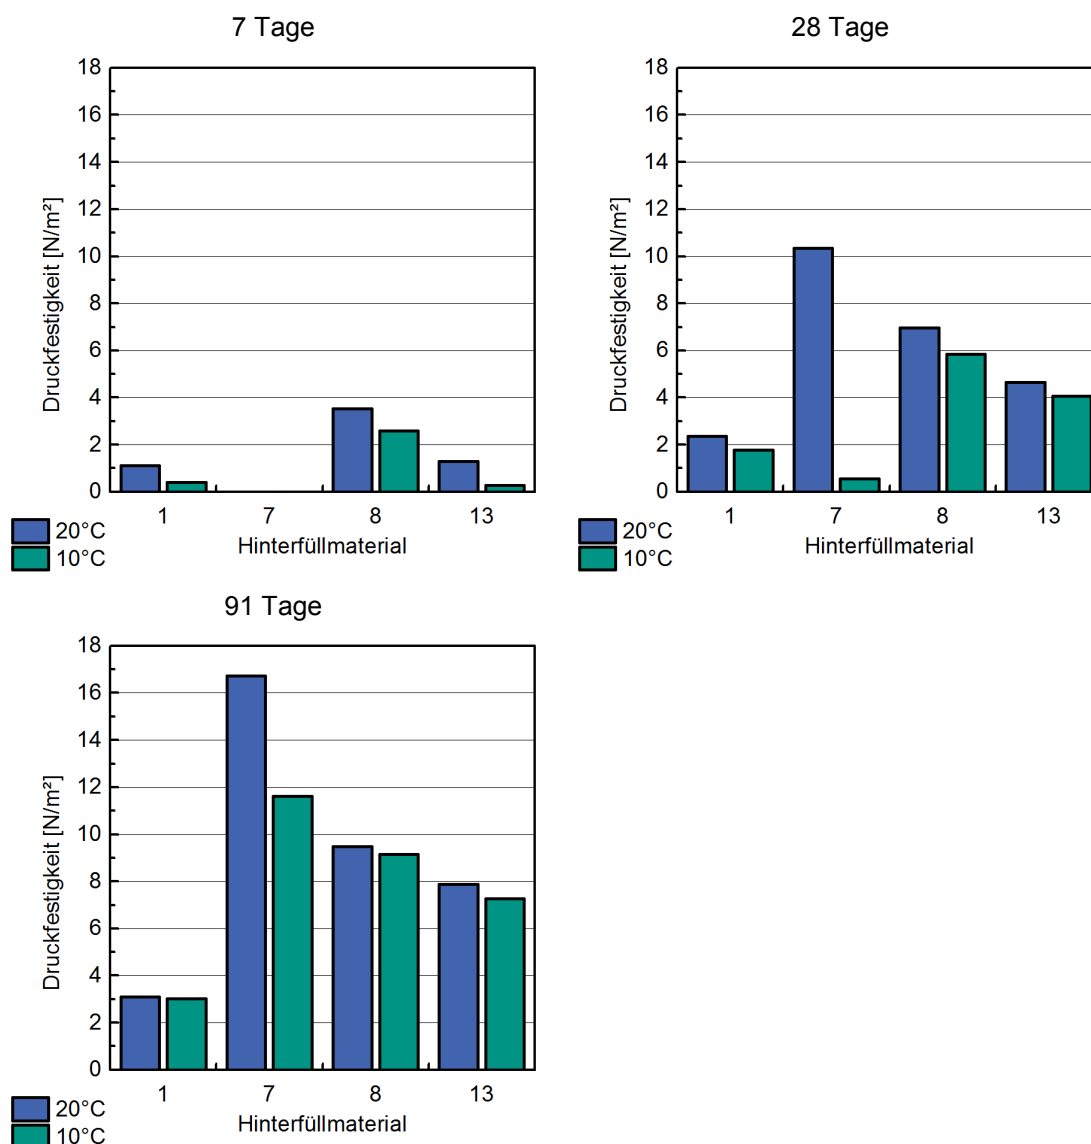 7 Tage
18
16
14
12
10
8
6
4
2
0
Druckfestigkeit [N/m²]
1 7 8 13
Hinterfüllmaterial
20°C
10°C
28 Tage
18
16
14
12
10
8
6
4
2
0
Druckfestigkeit [N/m²]
1 7 8 13
Hinterfüllmaterial
20°C
10°C
91 Tage
18
16
14
12
10
8
6
4
2
0
Druckfestigkeit [N/m²]
1 7 8 13
Hinterfüllmaterial
20°C
10°C